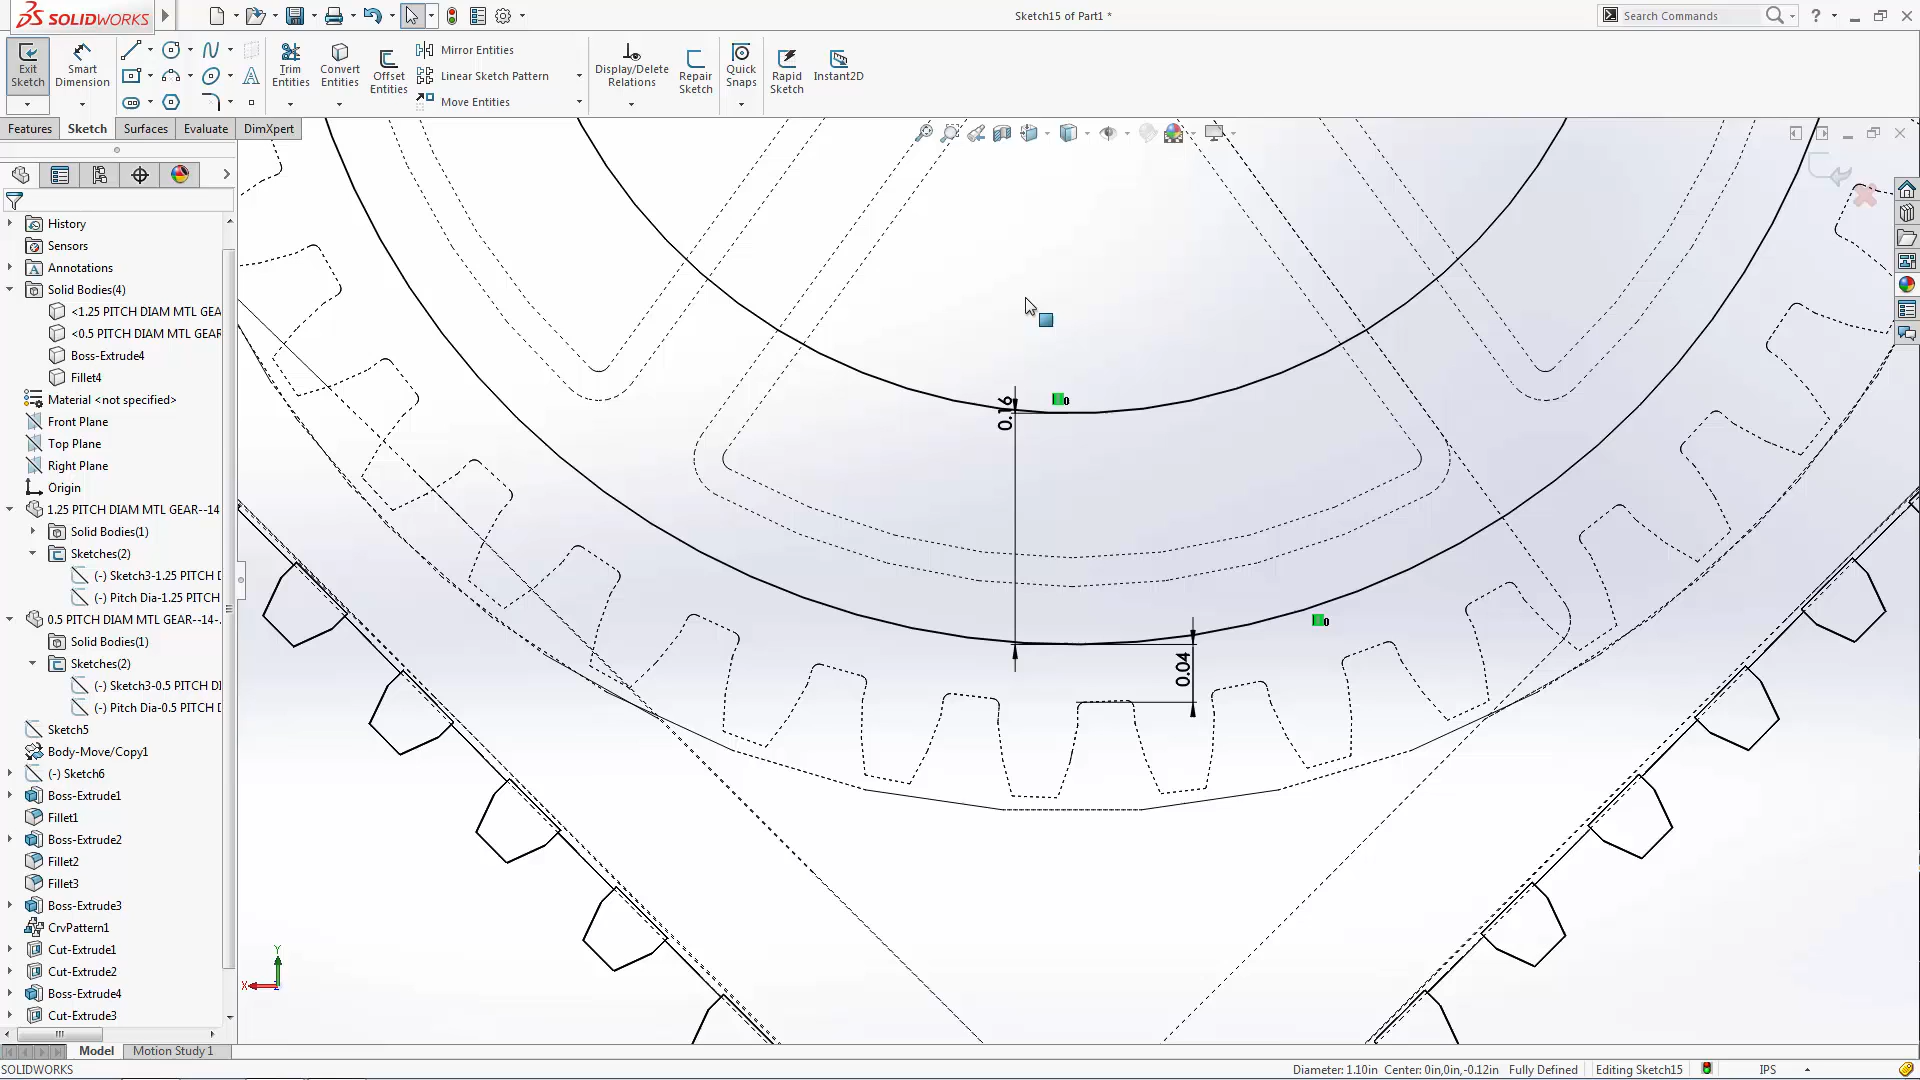 SOLIDWORKS
Sketch15 of Part1 *
Search Commands
Exit Sketch
Smart Dimension
Trim Entities
Convert Entities
Offset Entities
Mirror Entities
Linear Sketch Pattern
Move Entities
Display/Delete Relations
Repair Sketch
Quick Snaps
Rapid Sketch
Instant2D
Features
Sketch
Surfaces
Evaluate
DimXpert
History
Sensors
Annotations
Solid Bodies(4)
<1.25 PITCH DIAM MTL GEA
<0.5 PITCH DIAM MTL GEAR
Boss-Extrude4
Fillet4
Material <not specified>
Front Plane
Top Plane
Right Plane
Origin
1.25 PITCH DIAM MTL GEAR--14
Solid Bodies(1)
Sketches(2)
(-) Sketch3-1.25 PITCH D
(-) Pitch Dia-1.25 PITCH
0.5 PITCH DIAM MTL GEAR--14-.
Solid Bodies(1)
Sketches(2)
(-) Sketch3-0.5 PITCH DI
(-) Pitch Dia-0.5 PITCH D
Sketch5
Body-Move/Copy1
(-) Sketch6
Boss-Extrude1
Fillet1
Boss-Extrude2
Fillet2
Fillet3
Boss-Extrude3
CrvPattern1
Cut-Extrude1
Cut-Extrude2
Boss-Extrude4
Cut-Extrude3
0.16
0
0
0.04
Y
X
Model
Motion Study 1
SOLIDWORKS
Diameter: 1.10in Center: 0in,0in,-0.12in
Fully Defined
Editing Sketch15
IPS